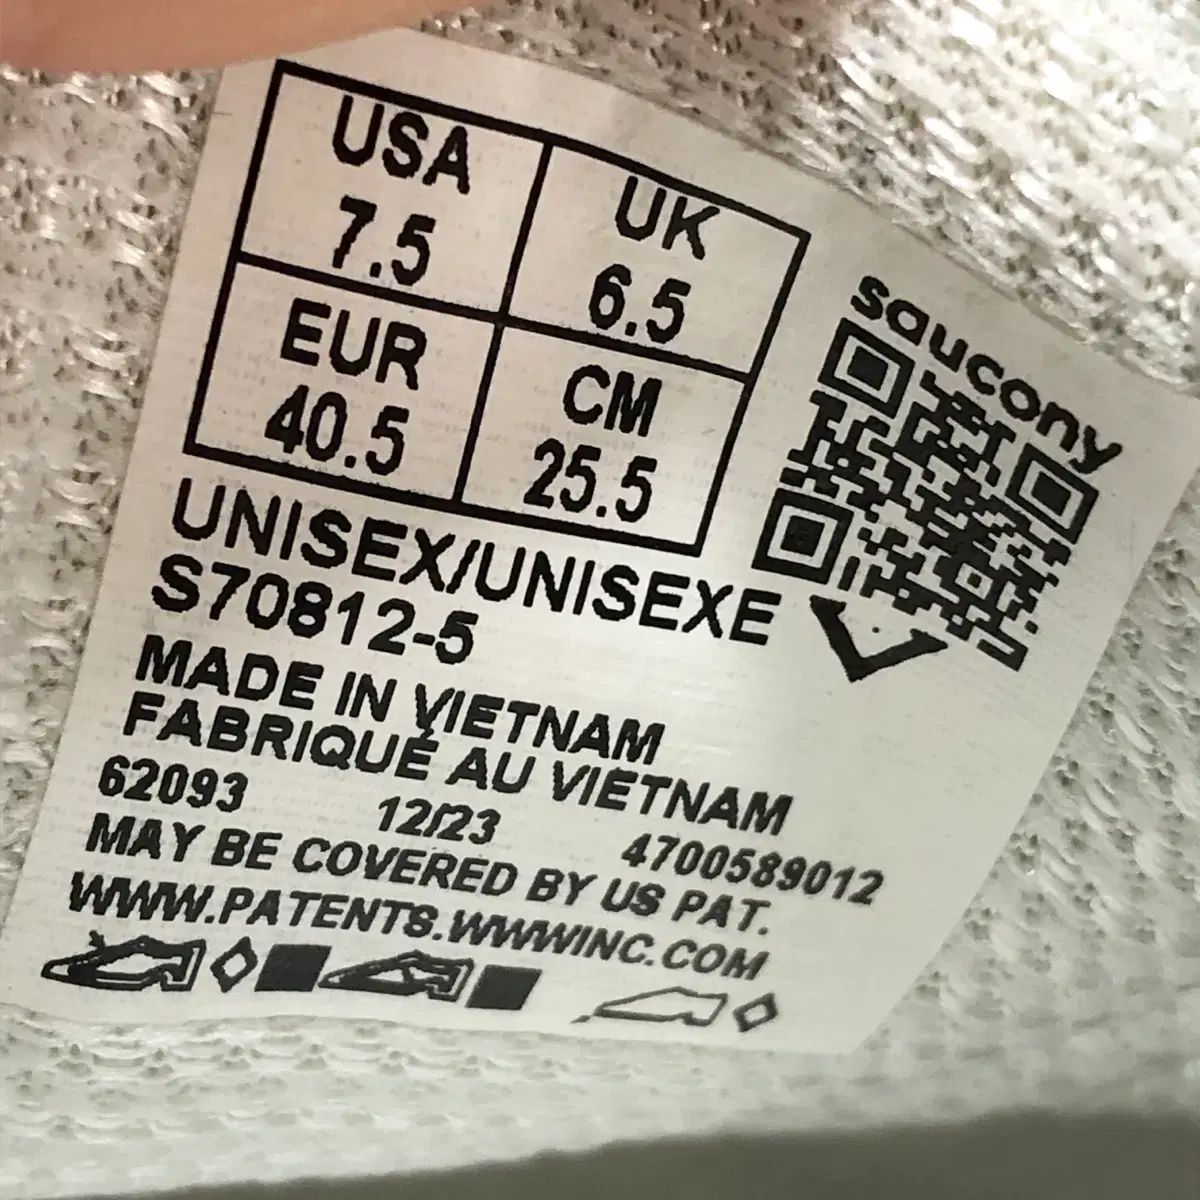 USA
7.5
UK
6.5
EUR
40.5
CM
25.5
saucony
UNISEX/UNISEXE
S70812-5
MADE IN VIETNAM
FABRIQUÉ AU VIETNAM
62093 12/23 4700589012
MAY BE COVERED BY US PAT.
WWW.PATENTS.WWWINC.COM